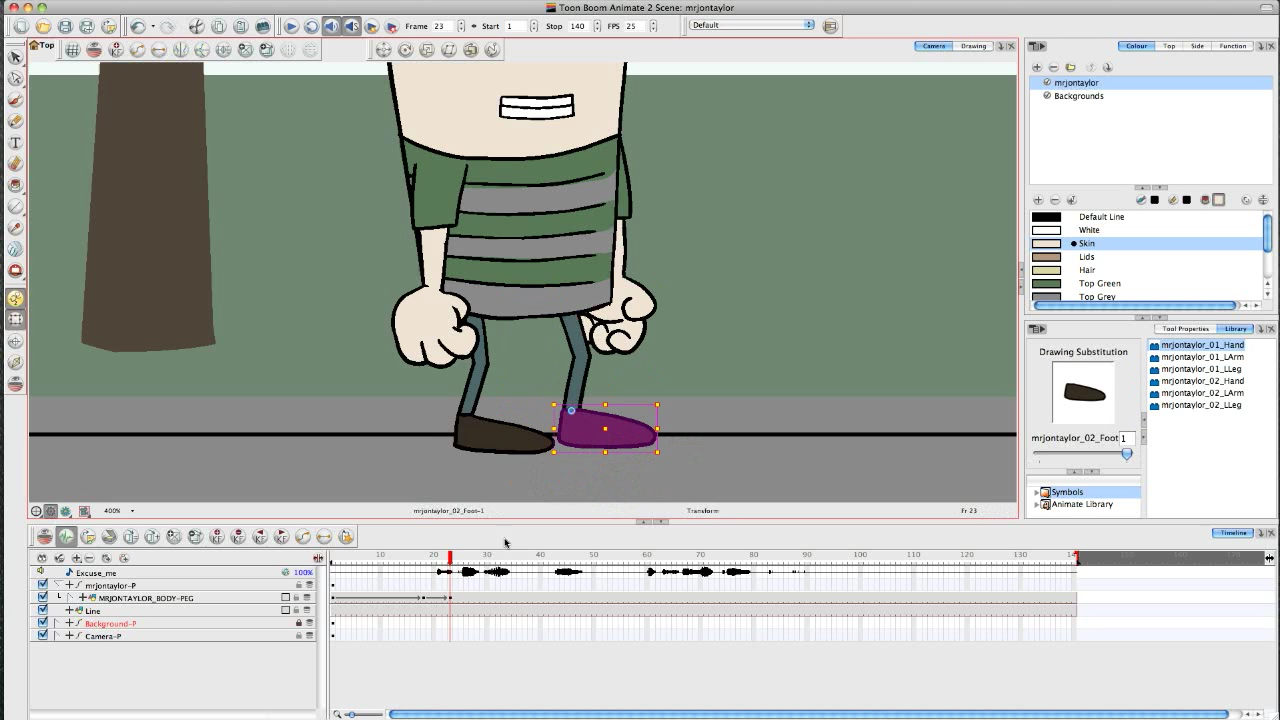 Toon Boom Animate 2 Scene: mrjontaylor
Frame 23 Start 1 Stop 140 FPS 25 Default
Top Camera Drawing
Colour Top Side Function
mrjontaylor
Backgrounds
Default Line
White
Skin
Lids
Hair
Top Green
Top Grey
Tool Properties Library
Drawing Substitution
mrjontaylor_02_Foot 1
mrjontaylor_01_Hand
mrjontaylor_01_LArm
mrjontaylor_01_LLeg
mrjontaylor_02_Hand
mrjontaylor_02_LArm
mrjontaylor_02_LLeg
Symbols
Animate Library
400% mrjontaylor_02_Foot-1 Transform Fr 23
Timeline
10 20 30 40 50 60 70 80 90 100 110 120 130 140 150 160 170
Excuse_me 100%
mrjontaylor-P
MRJONTAYLOR_BODY-PEG
Line
Background-P
Camera-P